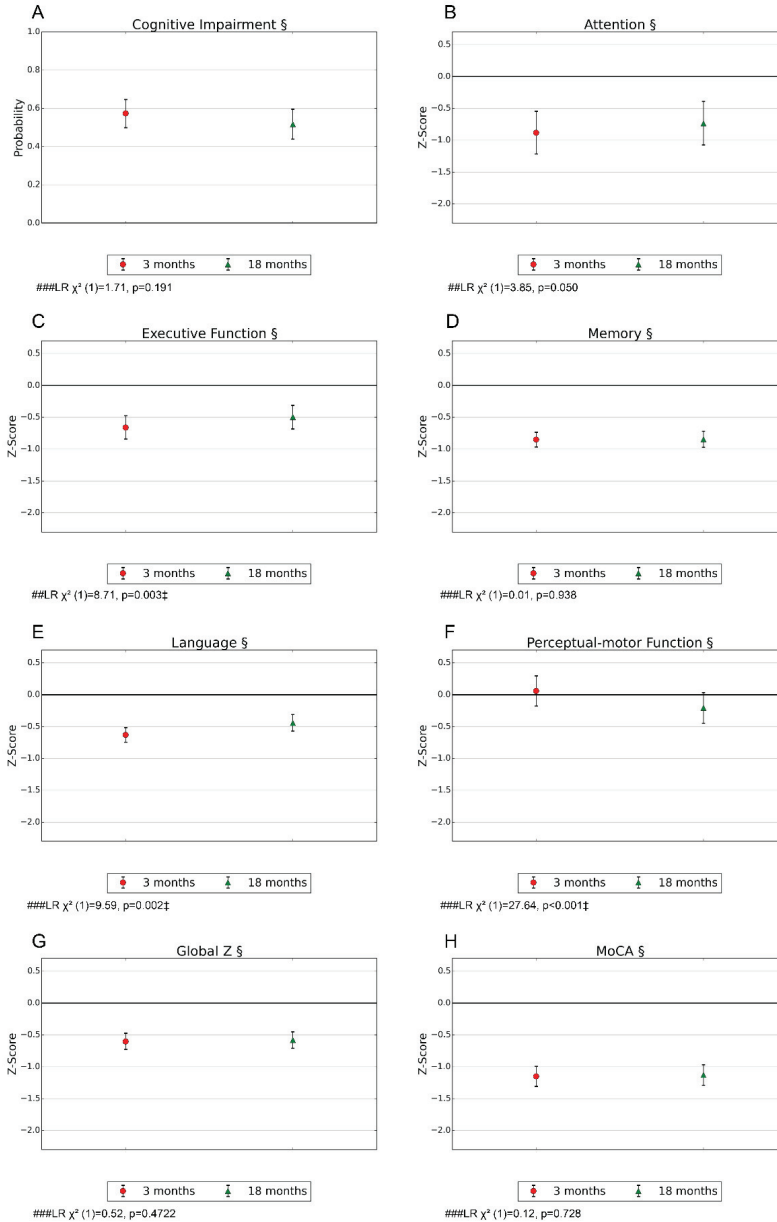 A
Cognitive Impairment §
1.0
0.8
0.6
0.4
0.2
0.0
Probability
3 months 18 months
###LR χ² (1)=1.71, p=0.191
B
Attention §
0.5
0.0
−0.5
−1.0
−1.5
−2.0
Z-Score
3 months 18 months
##LR χ² (1)=3.85, p=0.050
C
Executive Function §
0.5
0.0
−0.5
−1.0
−1.5
−2.0
Z-Score
3 months 18 months
##LR χ² (1)=8.71, p=0.003‡
D
Memory §
0.5
0.0
−0.5
−1.0
−1.5
−2.0
Z-Score
3 months 18 months
###LR χ² (1)=0.01, p=0.938
E
Language §
0.5
0.0
−0.5
−1.0
−1.5
−2.0
Z-Score
3 months 18 months
###LR χ² (1)=9.59, p=0.002‡
F
Perceptual-motor Function §
0.5
0.0
−0.5
−1.0
−1.5
−2.0
Z-Score
3 months 18 months
###LR χ² (1)=27.64, p<0.001‡
G
Global Z §
0.5
0.0
−0.5
−1.0
−1.5
−2.0
Z-Score
3 months 18 months
###LR χ² (1)=0.52, p=0.4722
H
MoCA §
0.5
0.0
−0.5
−1.0
−1.5
−2.0
Z-Score
3 months 18 months
###LR χ² (1)=0.12, p=0.728